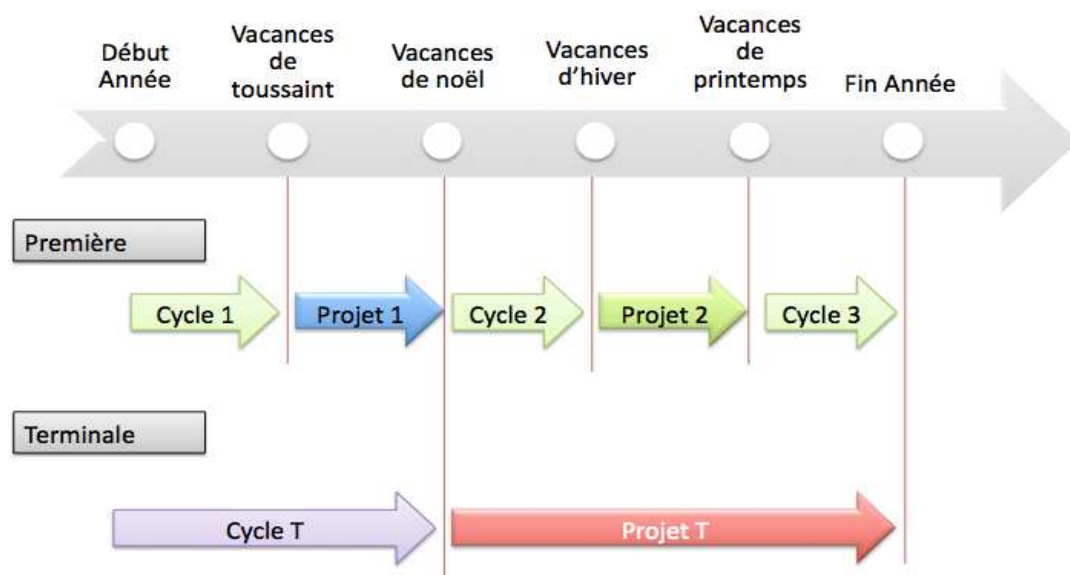 Début
Année
Vacances
de
toussaint
Vacances
de noël
Vacances
d'hiver
Vacances
de
printemps
Fin Année
Première
Cycle 1
Projet 1
Cycle 2
Projet 2
Cycle 3
Terminale
Cycle T
Projet T